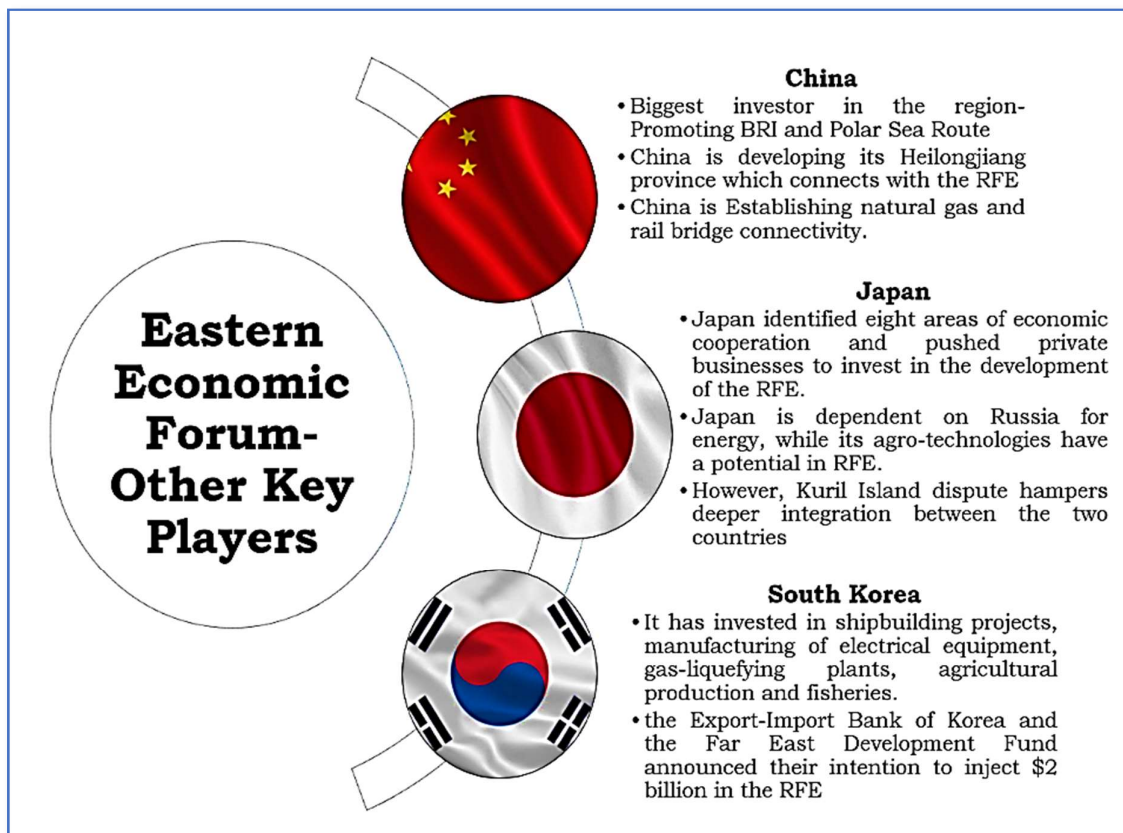 Eastern
Economic
Forum-
Other Key
Players
China
• Biggest investor in the region-
Promoting BRI and Polar Sea Route
• China is developing its Heilongjiang
province which connects with the RFE
• China is Establishing natural gas and
rail bridge connectivity.
Japan
• Japan identified eight areas of economic
cooperation and pushed private
businesses to invest in the development
of the RFE.
• Japan is dependent on Russia for
energy, while its agro-technologies have
a potential in RFE.
• However, Kuril Island dispute hampers
deeper integration between the two
countries
South Korea
• It has invested in shipbuilding projects,
manufacturing of electrical equipment,
gas-liquefying plants, agricultural
production and fisheries.
• the Export-Import Bank of Korea and
the Far East Development Fund
announced their intention to inject $2
billion in the RFE